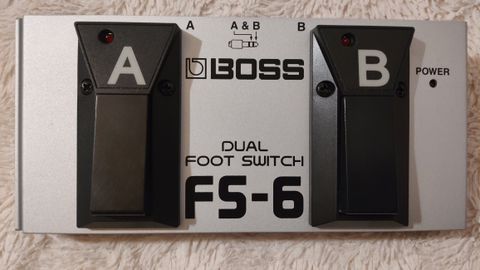 A A & B B
A BOSS B
POWER
DUAL
FOOT SWITCH
FS-6